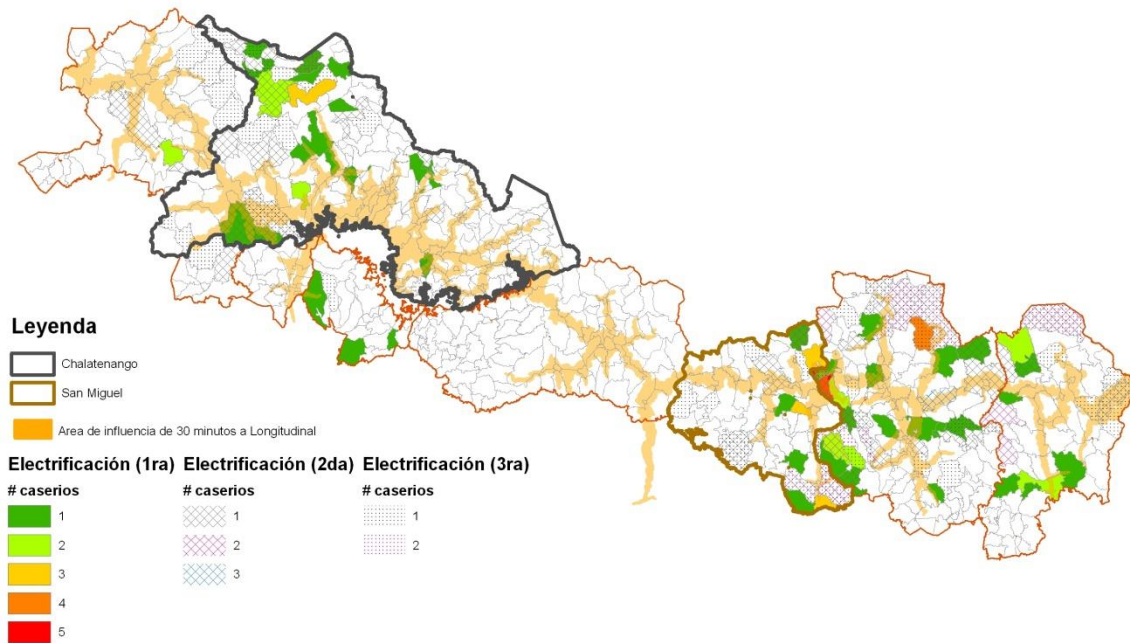 Leyenda
Chalatenango
San Miguel
Area de influencia de 30 minutos a Longitudinal
Electrificación (1ra) Electrificación (2da) Electrificación (3ra)
# caserios # caserios # caserios
1 1 1
2 2 2
3 3
4
5